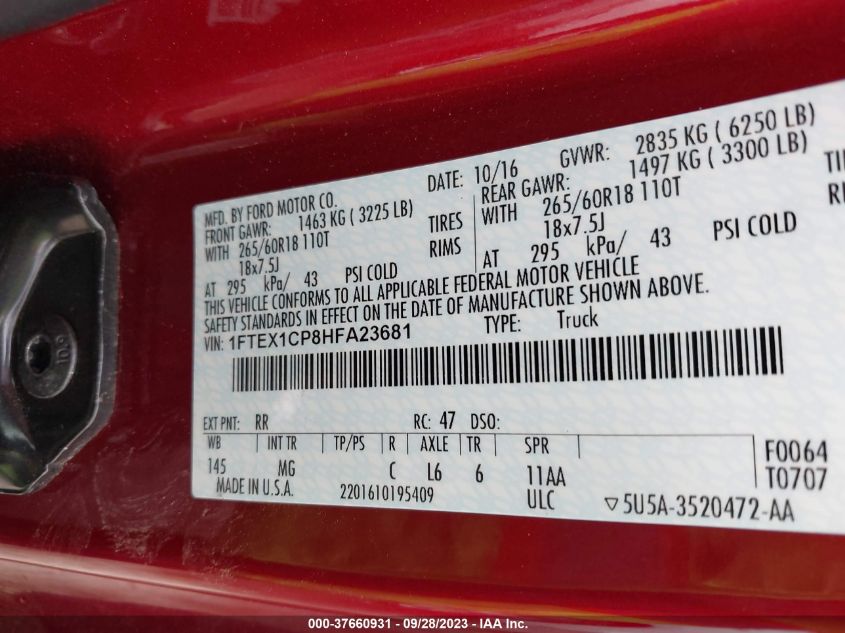 MFD. BY FORD MOTOR CO. DATE: 10/16 GVWR: 2835 KG ( 6250 LB)
FRONT GAWR: 1463 KG ( 3225 LB) REAR GAWR: 1497 KG ( 3300 LB)
WITH 265/60R18 110T TIRES WITH 265/60R18 110T
18x7.5J RIMS 18x7.5J
AT 295 kPa/ 43 PSI COLD AT 295 kPa/ 43 PSI COLD
THIS VEHICLE CONFORMS TO ALL APPLICABLE FEDERAL MOTOR VEHICLE
SAFETY STANDARDS IN EFFECT ON THE DATE OF MANUFACTURE SHOWN ABOVE.
VIN: 1FTEX1CP8HFA23681 TYPE: Truck
EXT PNT: RR RC: 47 DSO:
WB INT TR TP/PS R AXLE TR SPR F0064
145 MG C L6 6 11AA T0707
MADE IN U.S.A. 2201610195409 ULC ▽5U5A-3520472-AA
000-37660931 - 09/28/2023 - IAA Inc.